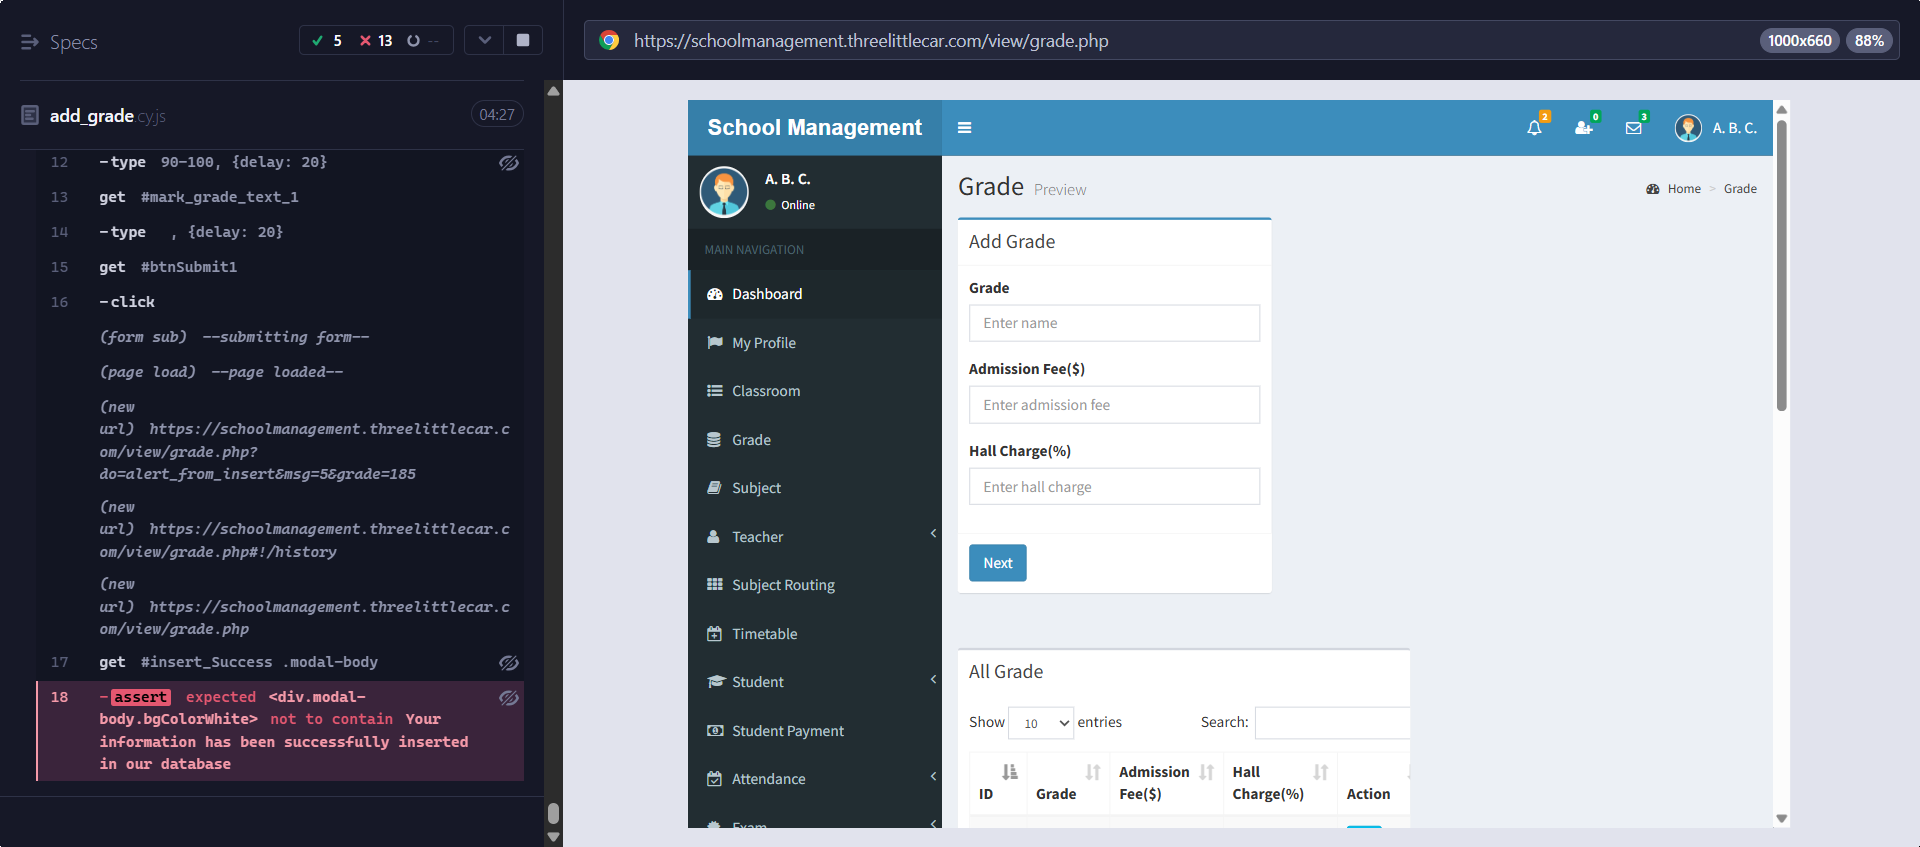 Specs
5 13 --
add_grade.cy.js 04:27
12 -type 90-100, {delay: 20}
13 get #mark_grade_text_1
14 -type , {delay: 20}
15 get #btnSubmit1
16 -click
(form sub) --submitting form--
(page load) --page loaded--
(new
url) https://schoolmanagement.threelittlecar.c
om/view/grade.php?
do=alert_from_insert&msg=5&grade=185
(new
url) https://schoolmanagement.threelittlecar.c
om/view/grade.php#!/history
(new
url) https://schoolmanagement.threelittlecar.c
om/view/grade.php
17 get #insert_Success .modal-body
18 -assert expected <div.modal-
body.bgColorWhite> not to contain Your
information has been successfully inserted
in our database
https://schoolmanagement.threelittlecar.com/view/grade.php 1000x660 88%
School Management 2 0 3 A. B. C.
A. B. C.
Online
MAIN NAVIGATION
Dashboard
My Profile
Classroom
Grade
Subject
Teacher
Subject Routing
Timetable
Student
Student Payment
Attendance
Exam
Grade Preview
Home > Grade
Add Grade
Grade
Enter name
Admission Fee($)
Enter admission fee
Hall Charge(%)
Enter hall charge
Next
All Grade
Show 10 entries Search:
ID Grade Admission Fee($) Hall Charge(%) Action